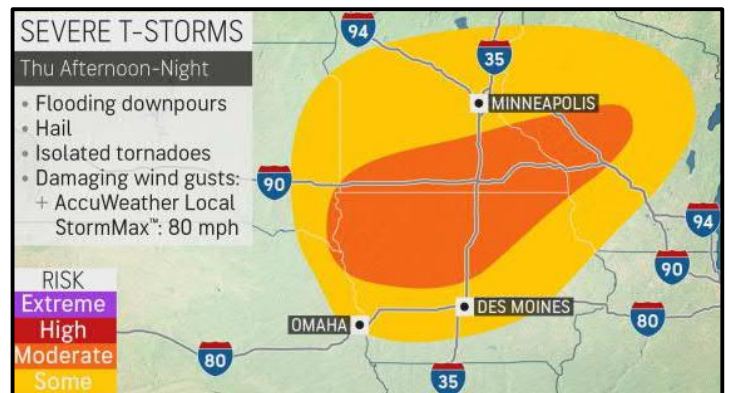 SEVERE T-STORMS
Thu Afternoon-Night
• Flooding downpours
• Hail
• Isolated tornadoes
• Damaging wind gusts:
+ AccuWeather Local
StormMax™: 80 mph
RISK
Extreme
High
Moderate
Some
94
35
MINNEAPOLIS
90
94
90
OMAHA
DES MOINES
80
80
35